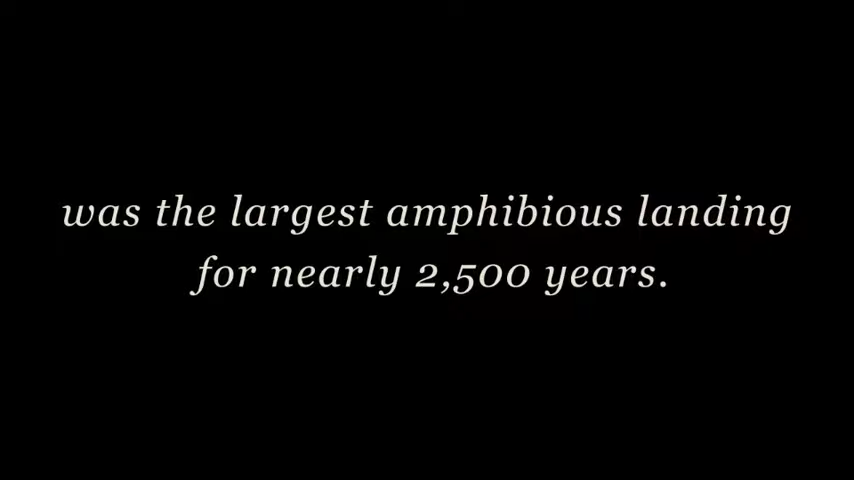 was the largest amphibious landing
for nearly 2,500 years.